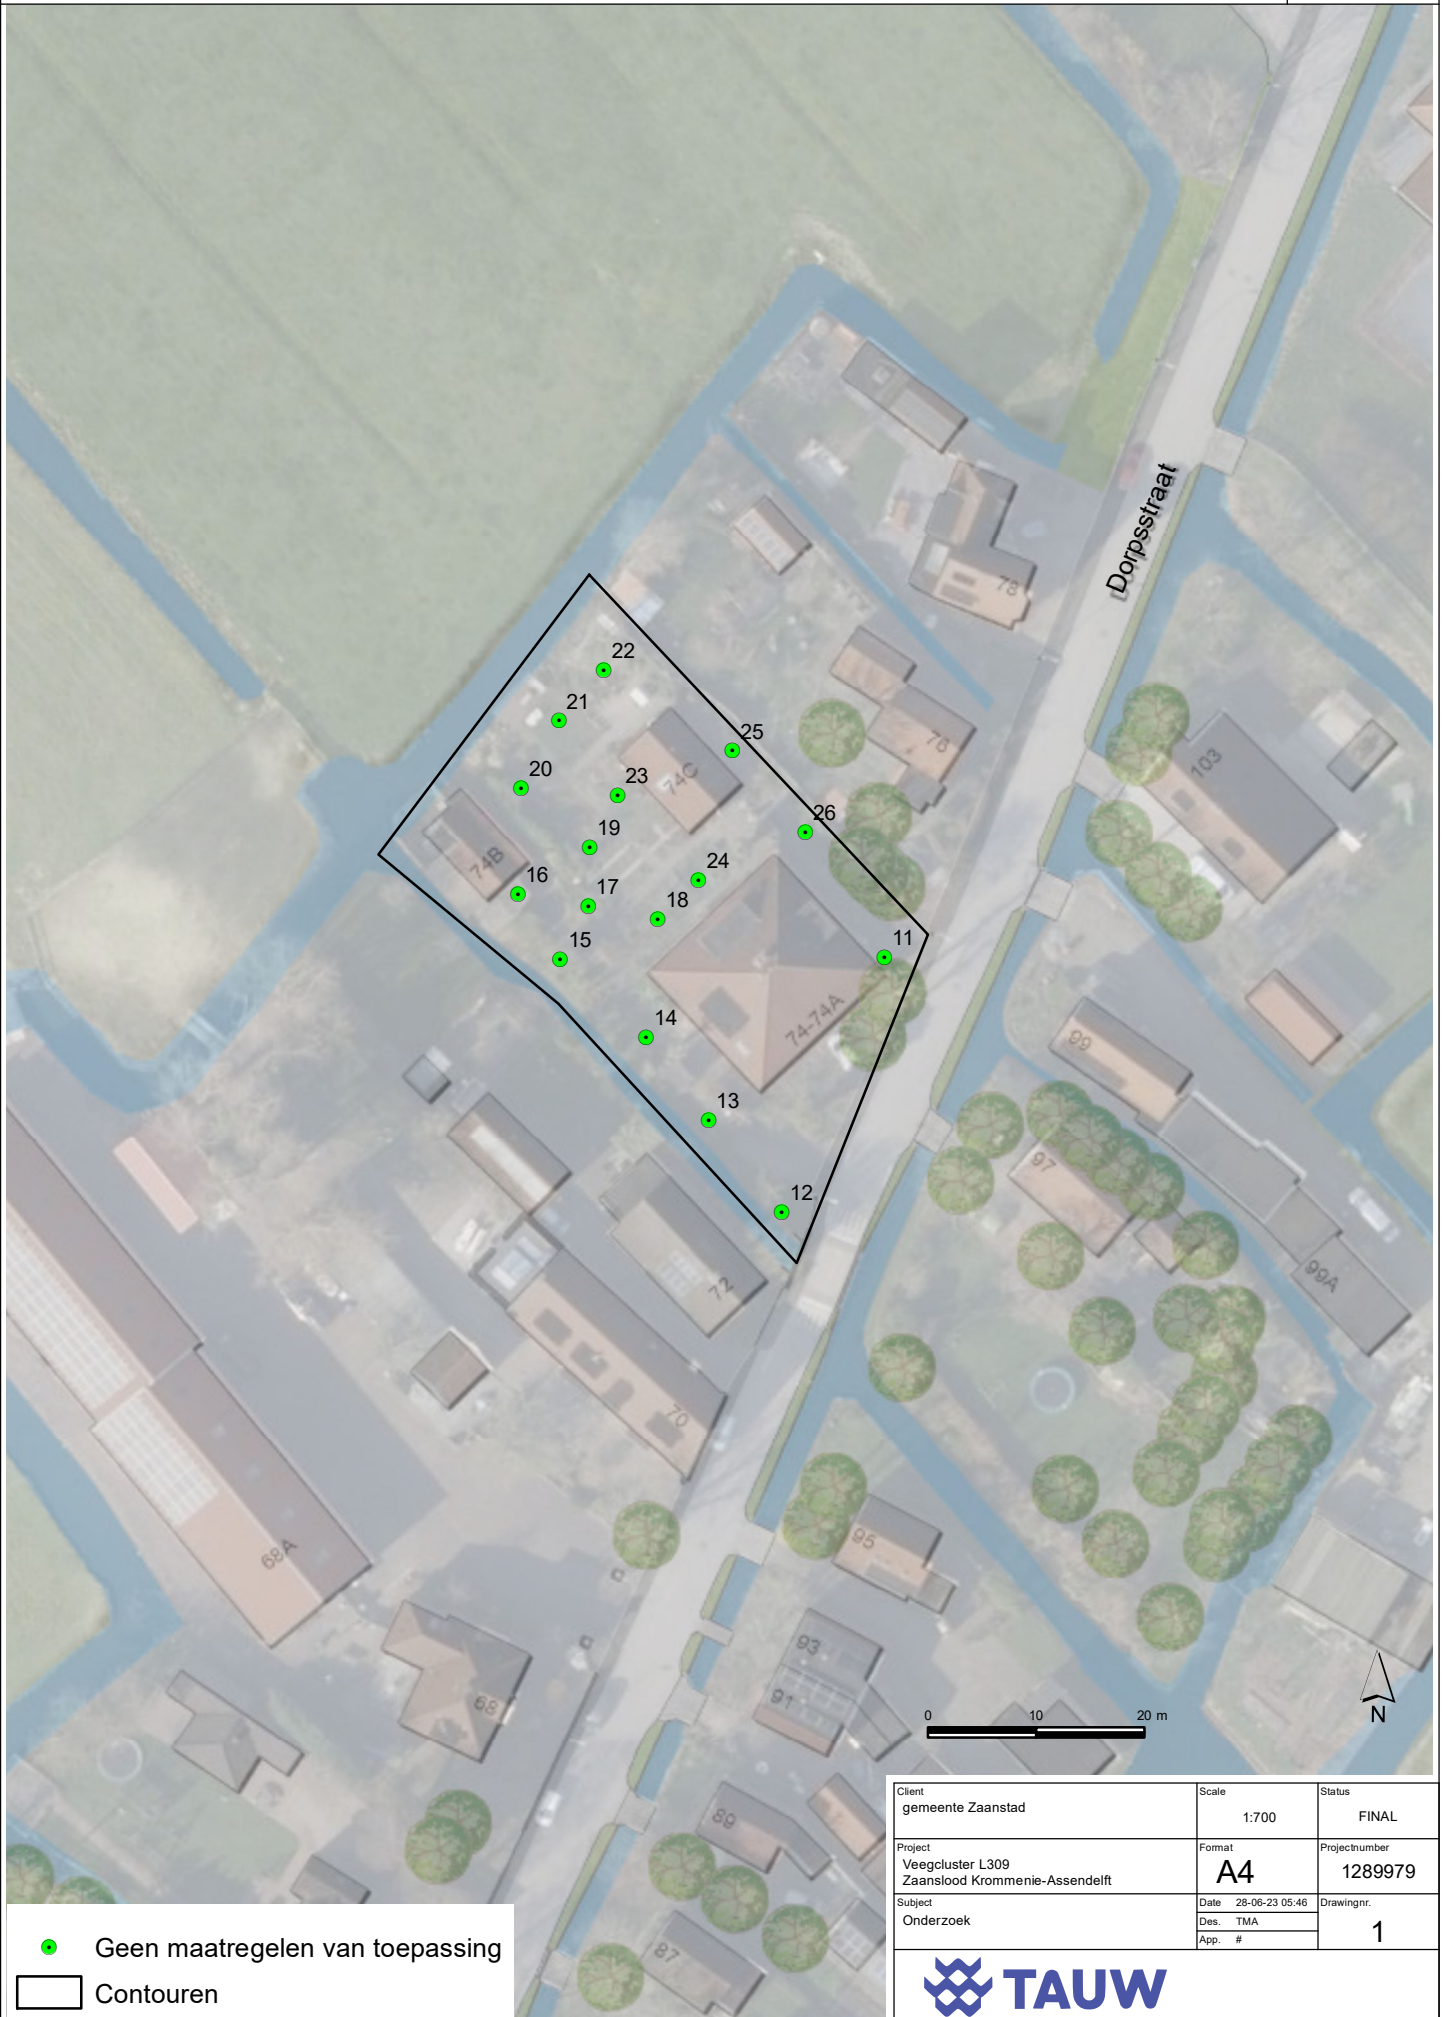 Dorpsstraat
78
22
21
25
76
103
20
23
74C
26
19
74B
24
16
17
18
11
15
14
74-74A
99
13
97
12
72
99A
70
95
68A
93
68
91
0 10 20 m
N
89
87
Client
gemeente Zaanstad
Scale
1:700
Status
FINAL
Project
Veegcluster L309
Zaanslood Krommenie-Assendelft
Format
A4
Projectnumber
1289979
Subject
Onderzoek
Date 28-06-23 05:46
Des. TMA
App. #
Drawingnr.
1
Geen maatregelen van toepassing
Contouren
TAUW